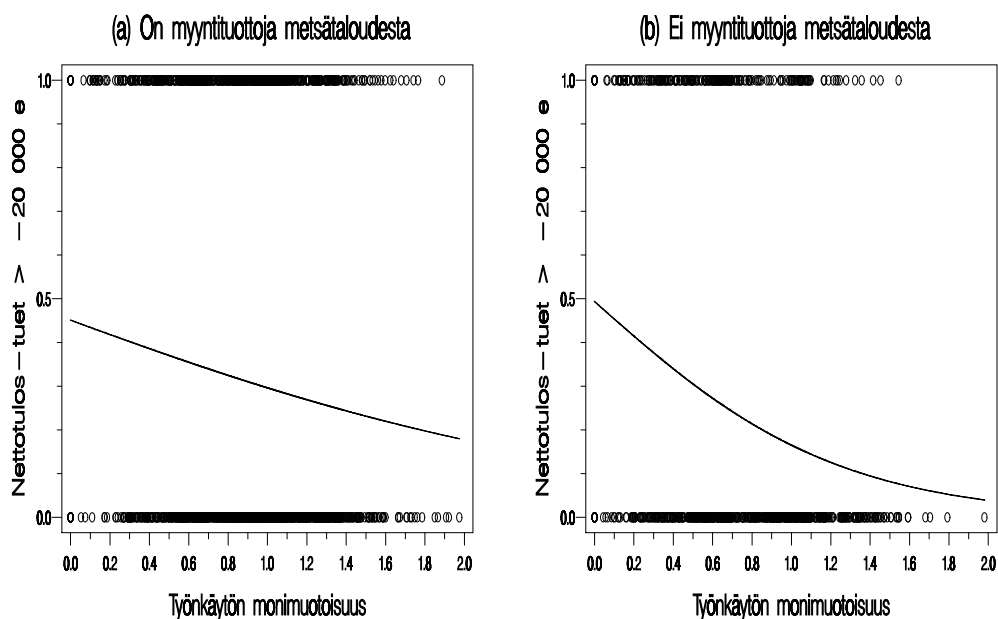 (a) On myyntituottoja metsätaloudesta
Nettotulos-tuet > -20 000 e
1.0
0.5
0.0
0.0 0.2 0.4 0.6 0.8 1.0 1.2 1.4 1.6 1.8 2.0
Työnkäytön monimuotoisuus
(b) Ei myyntituottoja metsätaloudesta
Nettotulos-tuet > -20 000 e
1.0
0.5
0.0
0.0 0.2 0.4 0.6 0.8 1.0 1.2 1.4 1.6 1.8 2.0
Työnkäytön monimuotoisuus